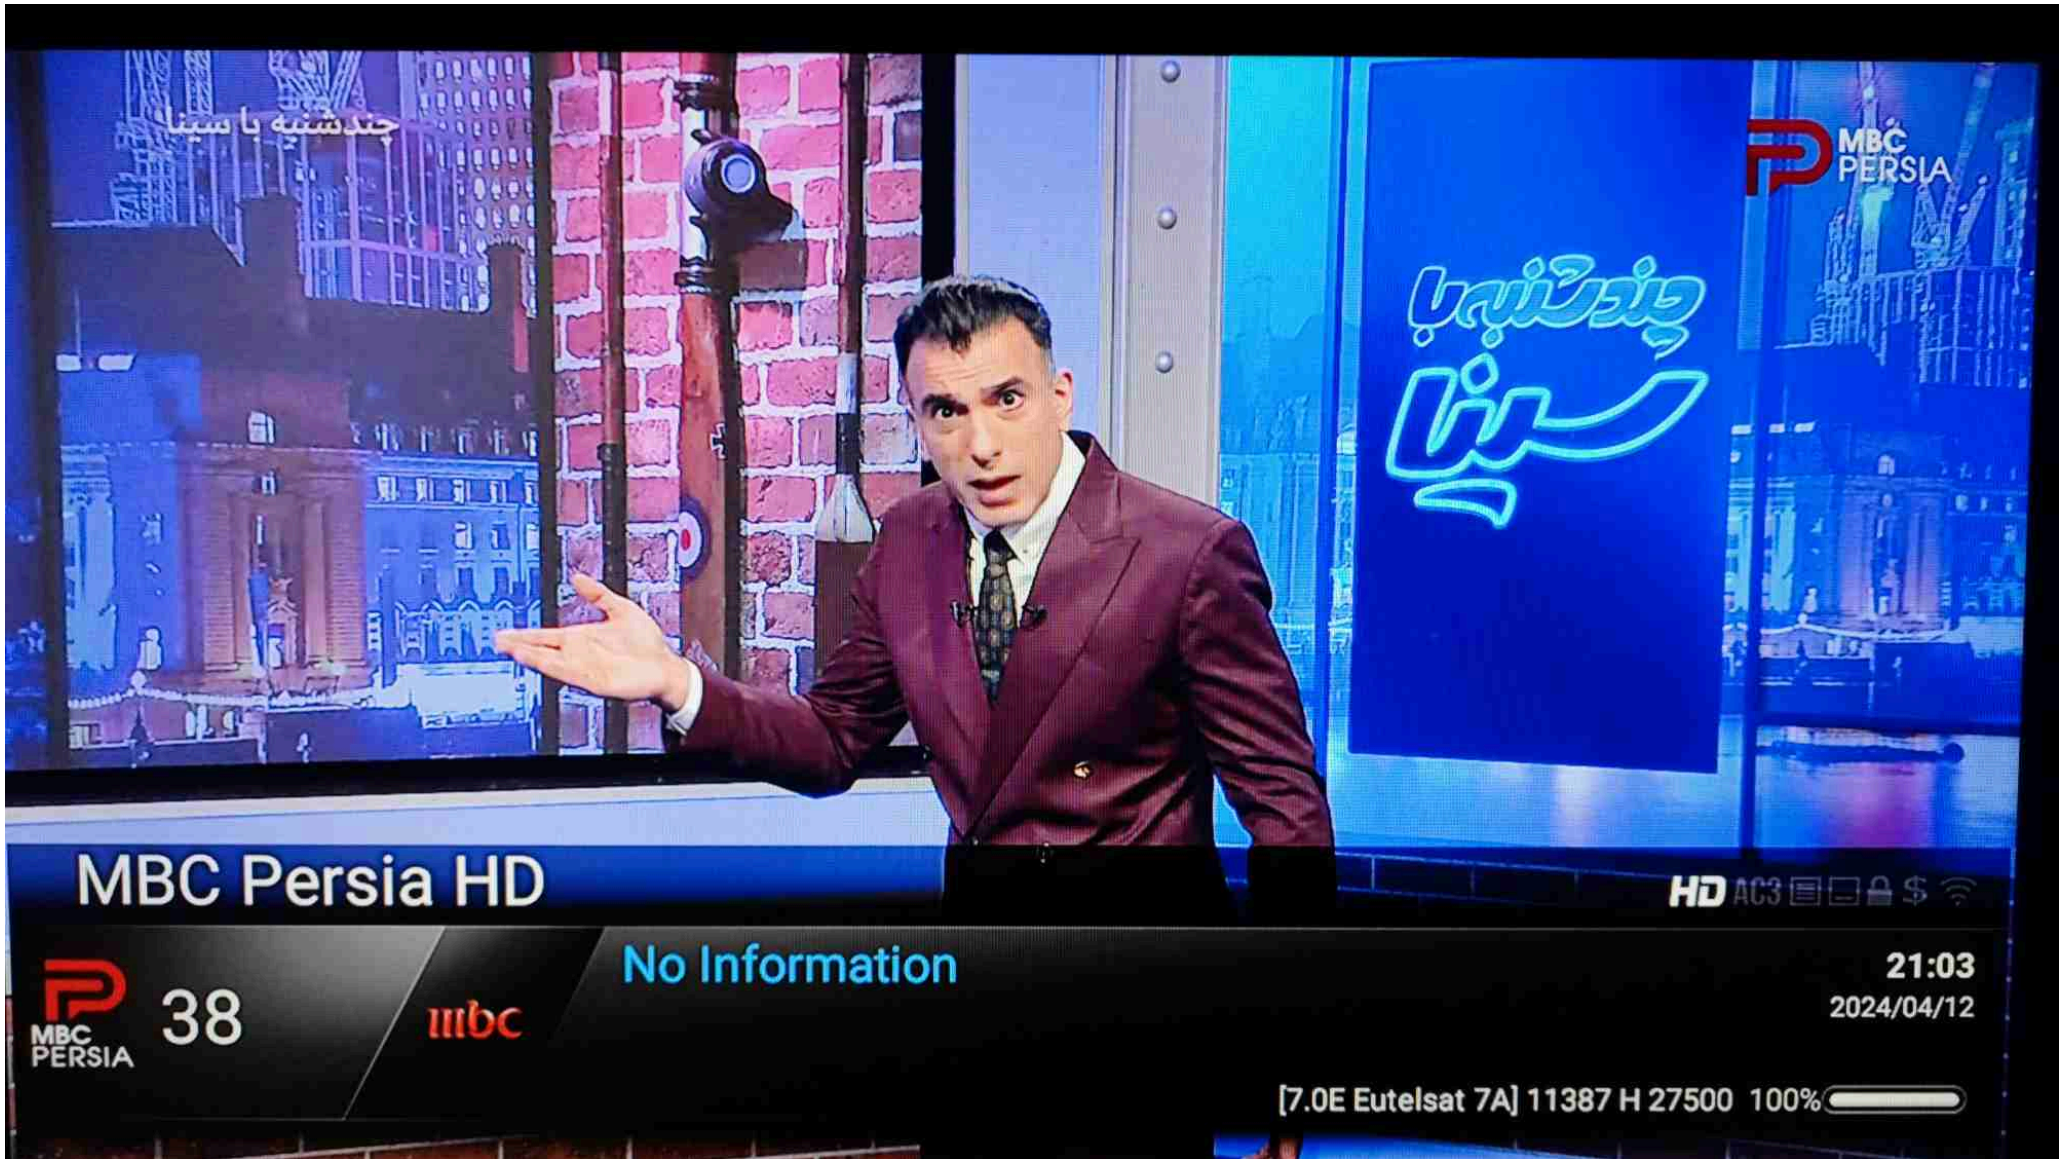 چندشنبه با سینا
MBC
PERSIA
چندشنبه با
سینا
MBC Persia HD
HD AC3 $
MBC
PERSIA
38
mbc
No Information
21:03
2024/04/12
[7.0E Eutelsat 7A] 11387 H 27500 100%